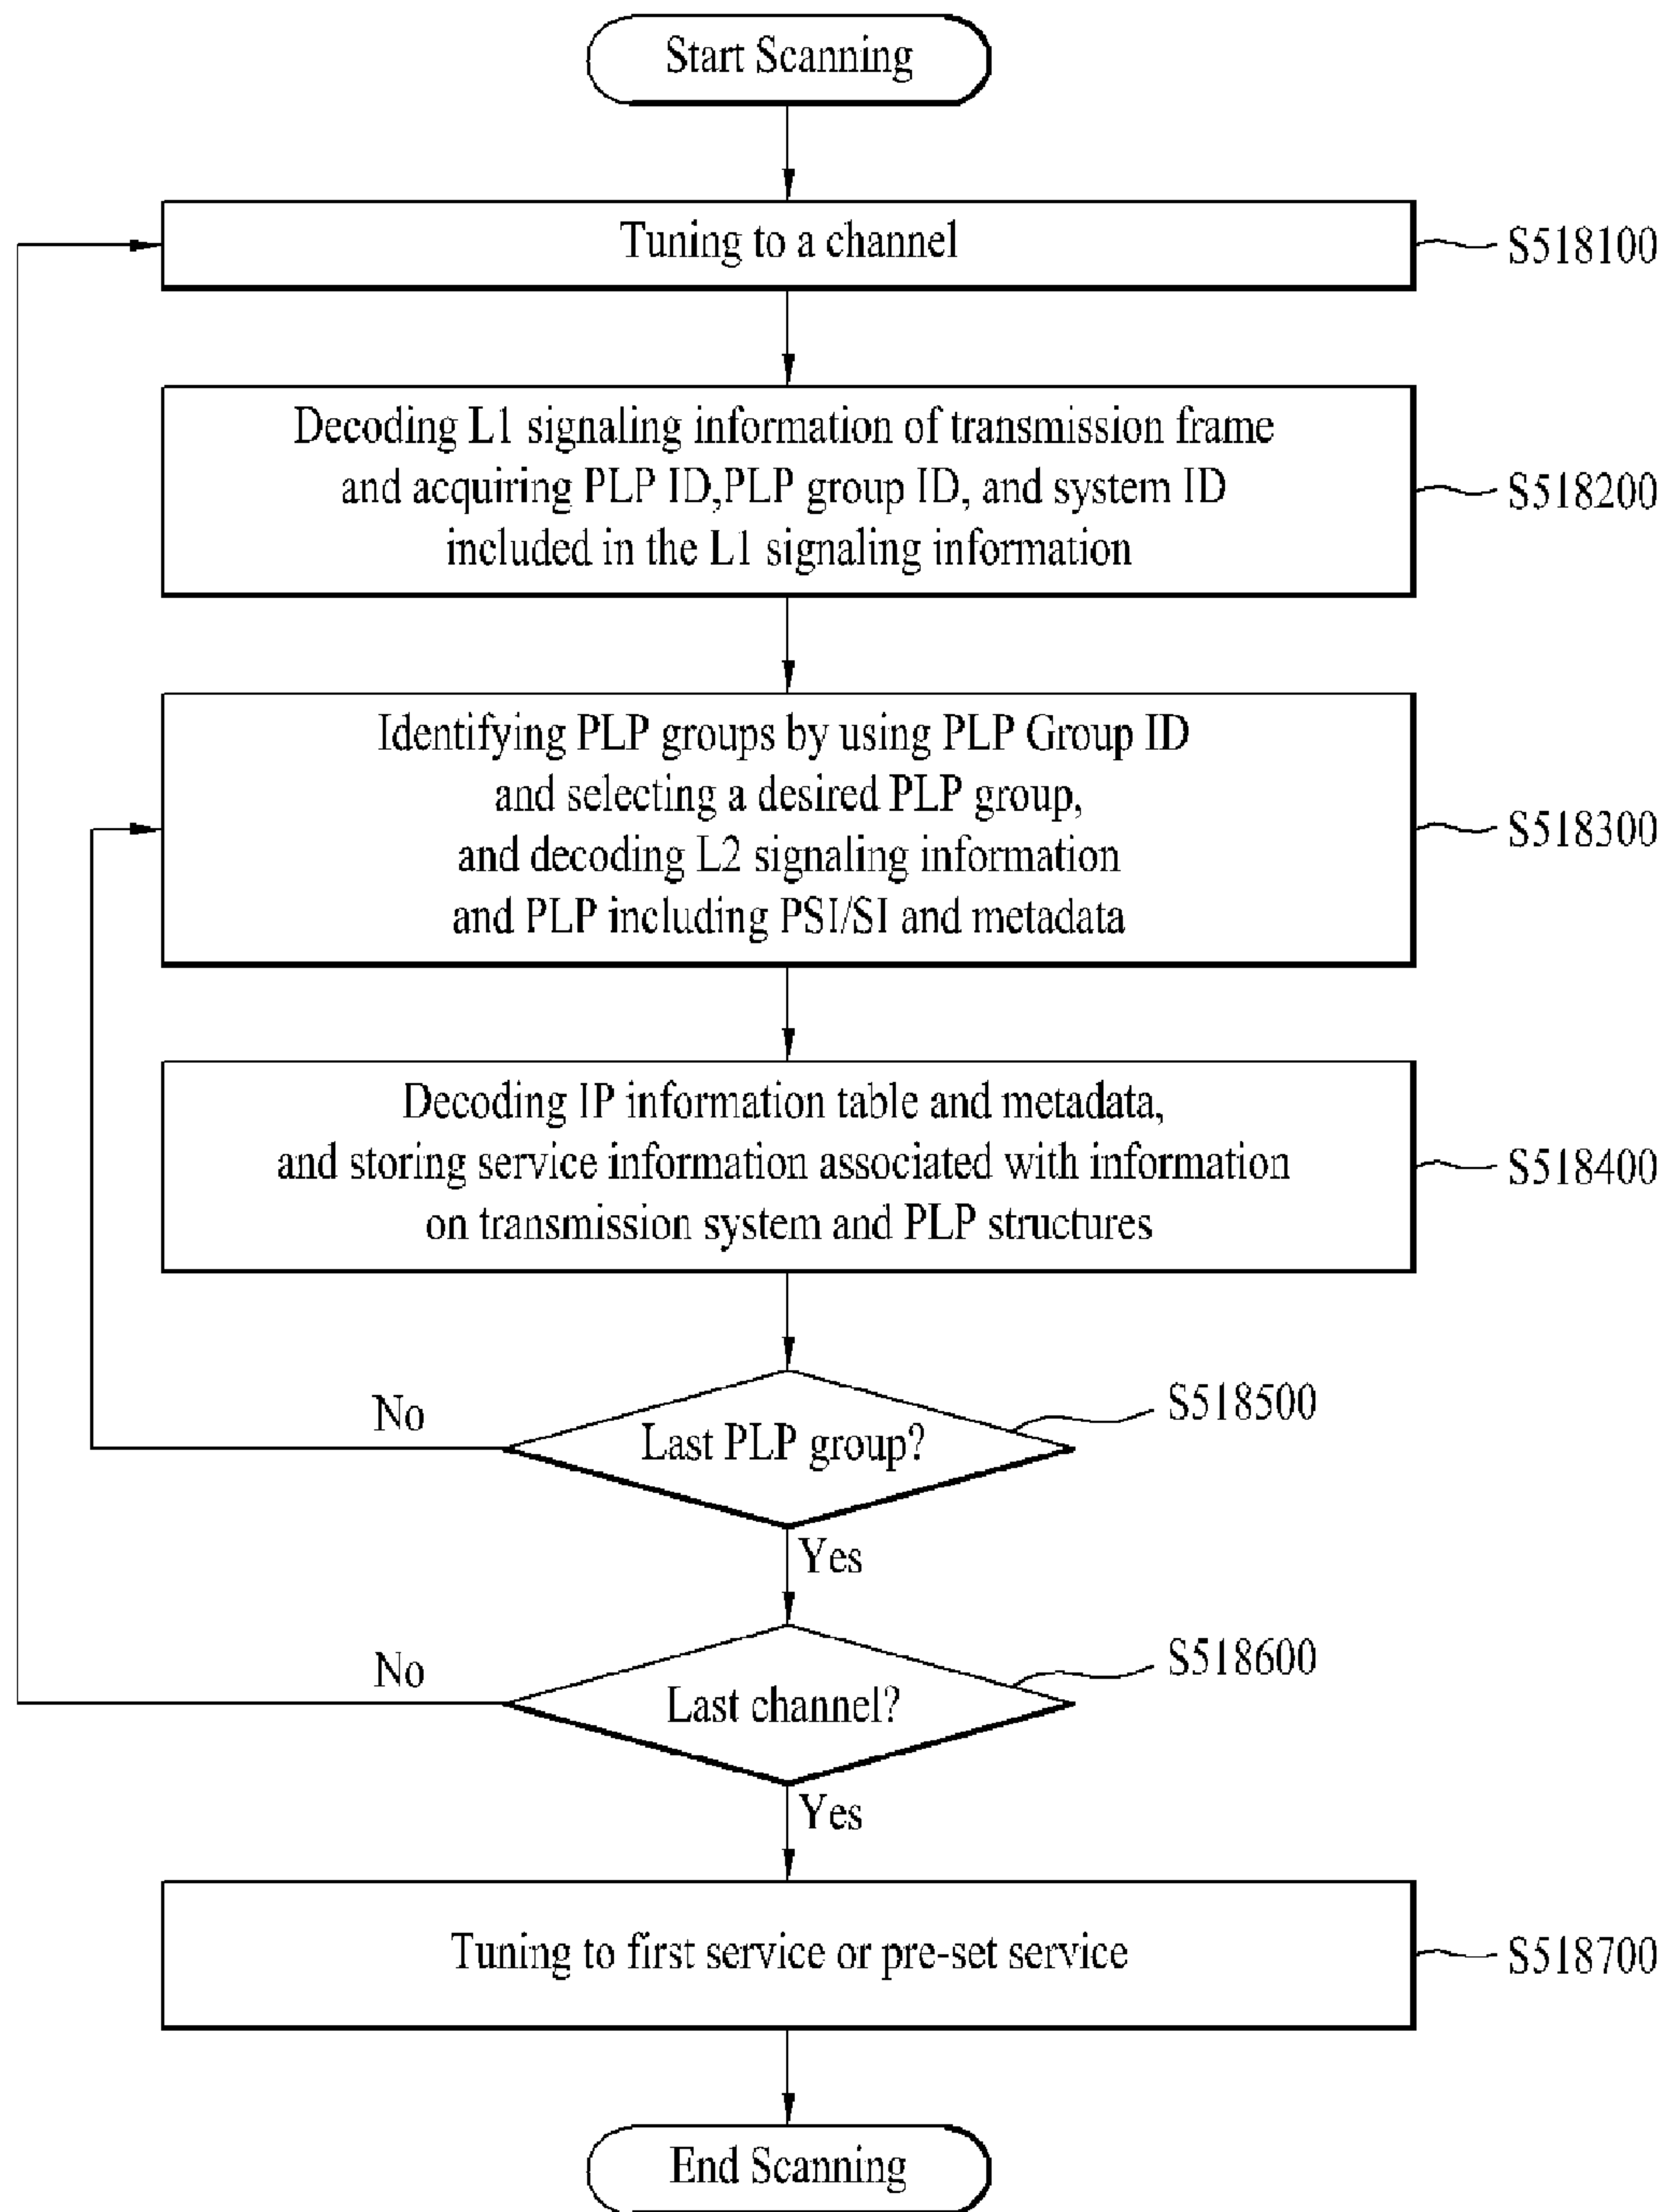 Start Scanning
Tuning to a channel
S518100
Decoding L1 signaling information of transmission frame
and acquiring PLP ID,PLP group ID, and system ID
included in the L1 signaling information
S518200
Identifying PLP groups by using PLP Group ID
and selecting a desired PLP group,
and decoding L2 signaling information
and PLP including PSI/SI and metadata
S518300
Decoding IP information table and metadata,
and storing service information associated with information
on transmission system and PLP structures
S518400
No
Last PLP group?
S518500
Yes
No
Last channel?
S518600
Yes
Tuning to first service or pre-set service
S518700
End Scanning